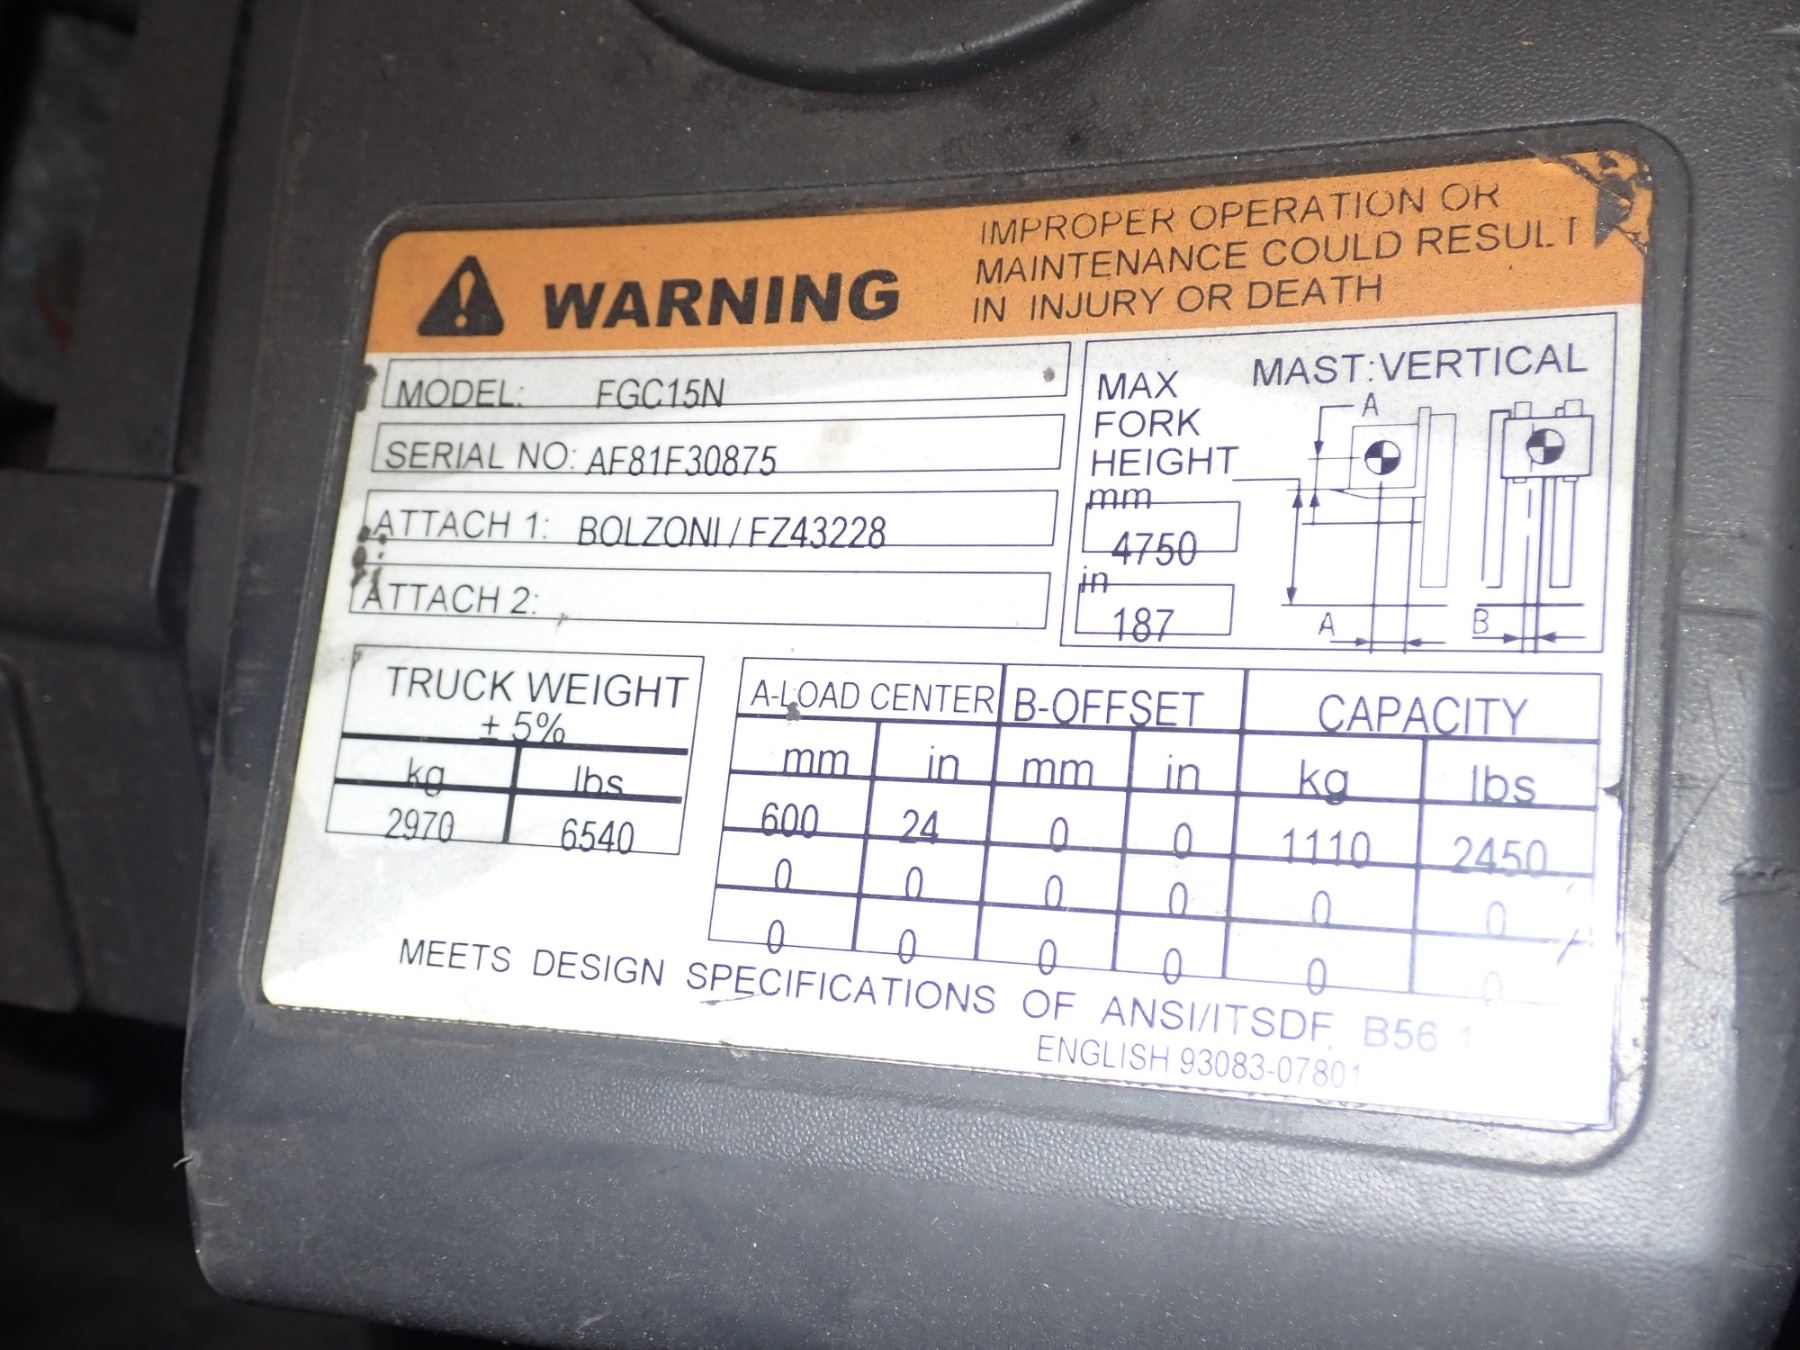 WARNING
IMPROPER OPERATION OR
MAINTENANCE COULD RESULT
IN INJURY OR DEATH
MODEL: FGC15N
SERIAL NO: AF81F30875
ATTACH 1: BOLZONI / FZ43228
ATTACH 2:
MAX
FORK
HEIGHT
mm
4750
in
187
MAST:VERTICAL
A
A
B
TRUCK WEIGHT
± 5%
kg lbs
2970 6540
A-LOAD CENTER B-OFFSET CAPACITY
mm in mm in kg lbs
600 24 0 0 1110 2450
0 0 0 0 0 0
0 0 0 0 0 0
MEETS DESIGN SPECIFICATIONS OF ANSI/ITSDF B56 1
ENGLISH 93083-07801